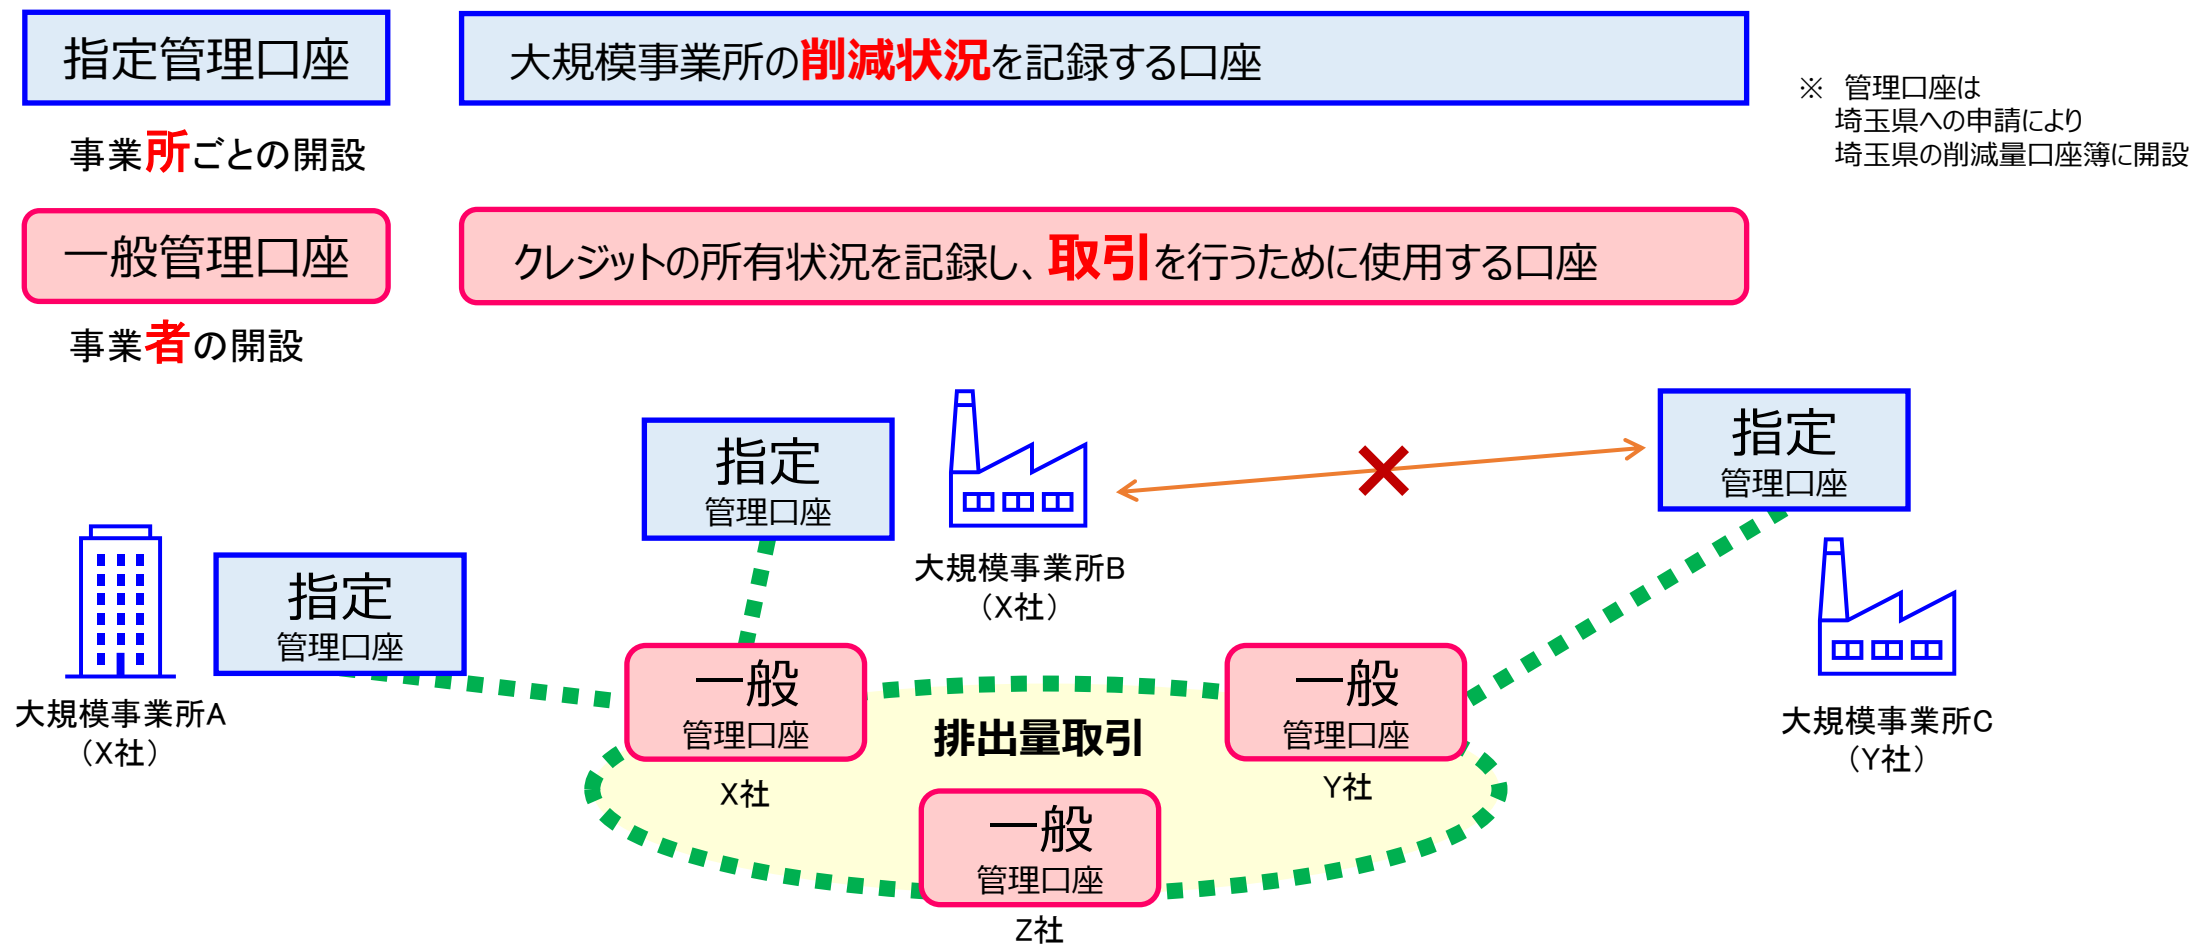 指定管理口座
大規模事業所の削減状況を記録する口座
※ 管理口座は
埼玉県への申請により
埼玉県の削減量口座簿に開設
事業所ごとの開設
一般管理口座
クレジットの所有状況を記録し、取引を行うために使用する口座
事業者の開設
指定
管理口座
大規模事業所B
（X社）
指定
管理口座
指定
管理口座
大規模事業所A
（X社）
大規模事業所C
（Y社）
一般
管理口座
X社
排出量取引
一般
管理口座
Y社
一般
管理口座
Z社